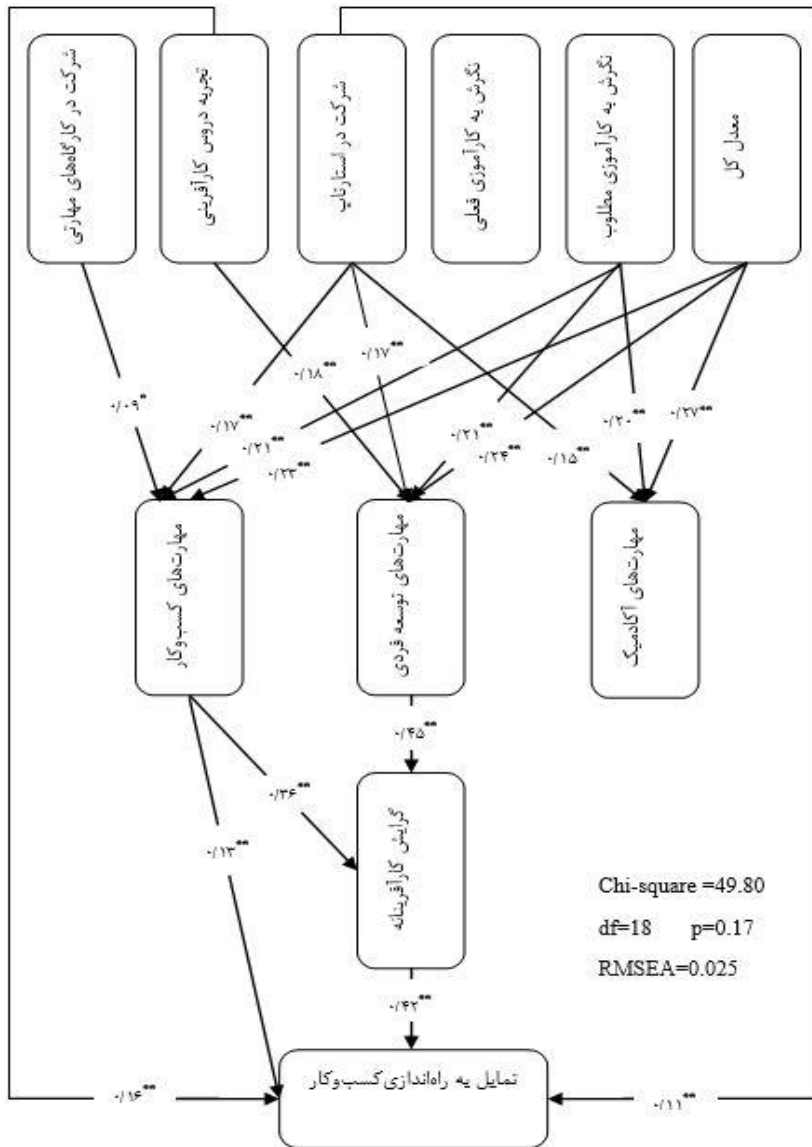 شرکت در کارگاه‌های مهارتی
تجربه دروس کارآفرینی
شرکت در استارتاپ
نگرش به کارآموزی فعلی
نگرش به کارآموزی مطلوب
معدل کل
۰/۰۹*
۰/۱۷**
۰/۲۱**
۰/۲۳**
۰/۱۸**
۰/۱۷**
۰/۲۱**
۰/۲۴**
۰/۱۵**
۰/۲۰**
۰/۲۷**
مهارت‌های کسب‌وکار
مهارت‌های توسعه فردی
مهارت‌های آکادمیک
۰/۴۵**
۰/۳۶**
۰/۱۳**
گرایش کارآفرینانه
Chi-square =49.80
df=18 p=0.17
RMSEA=0.025
۰/۴۲**
تمایل به راه‌اندازی کسب‌وکار
۰/۱۶**
۰/۱۱**